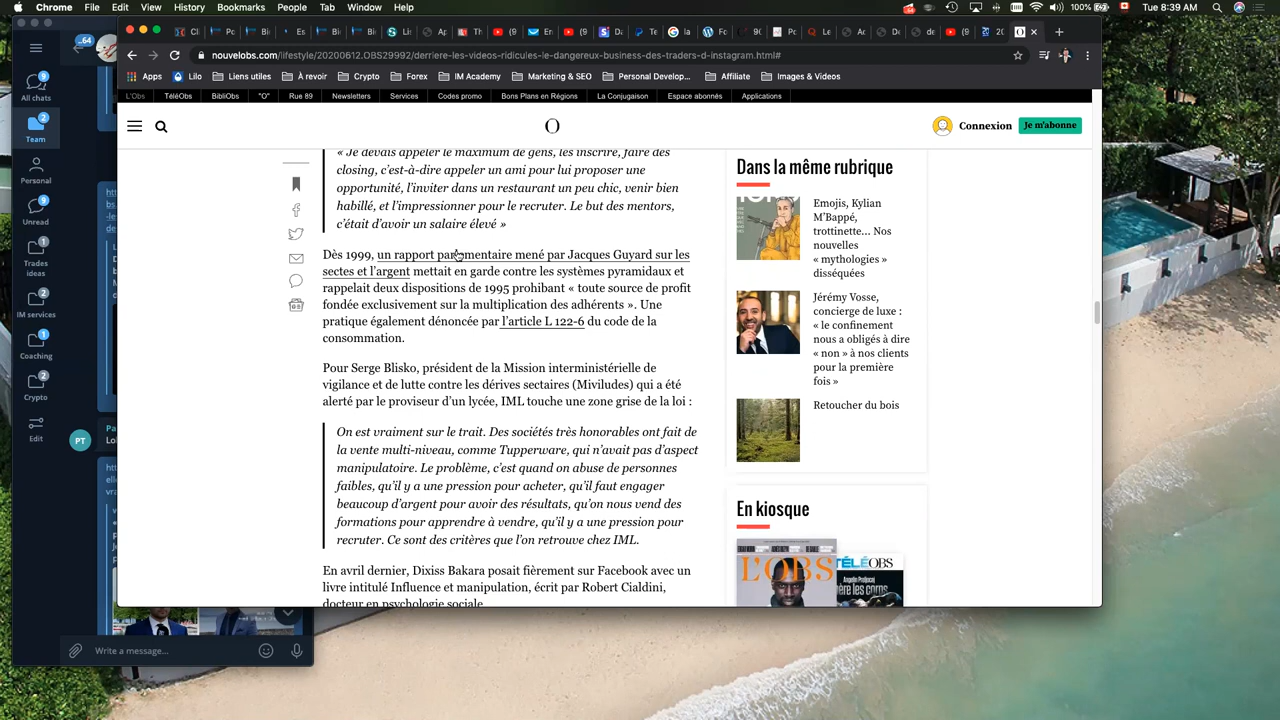 Chrome File Edit View History Bookmarks People Tab Window Help
Tue 8:39 AM
nouvelobs.com/lifestyle/20200612.OBS29992/derriere-les-videos-ridicules-le-dangereux-business-des-traders-d-instagram.html#
Apps Lilo Liens utiles À revoir Crypto Forex IM Academy Marketing & SEO Personal Develop... Affiliate Images & Videos
L'Obs TéléObs BibliObs "O" Rue 89 Newsletters Services Codes promo Bons Plans en Régions La Conjugaison Espace abonnés Applications
O
Connexion Je m'abonne
All chats
Team
Personal
Unread
Trades ideas
IM services
Coaching
Crypto
Edit
PT
Write a message...
« Je devais appeler le maximum de gens, les inscrire, faire des
closing, c'est-à-dire appeler un ami pour lui proposer une
opportunité, l'inviter dans un restaurant un peu chic, venir bien
habillé, et l'impressionner pour le recruter. Le but des mentors,
c'était d'avoir un salaire élevé »
Dès 1999, un rapport parlementaire mené par Jacques Guyard sur les
sectes et l'argent mettait en garde contre les systèmes pyramidaux et
rappelait deux dispositions de 1995 prohibant « toute source de profit
fondée exclusivement sur la multiplication des adhérents ». Une
pratique également dénoncée par l'article L 122-6 du code de la
consommation.
Pour Serge Blisko, président de la Mission interministérielle de
vigilance et de lutte contre les dérives sectaires (Miviludes) qui a été
alerté par le proviseur d'un lycée, IML touche une zone grise de la loi :
On est vraiment sur le trait. Des sociétés très honorables ont fait de
la vente multi-niveau, comme Tupperware, qui n'avait pas d'aspect
manipulatoire. Le problème, c'est quand on abuse de personnes
faibles, qu'il y a une pression pour acheter, qu'il faut engager
beaucoup d'argent pour avoir des résultats, qu'on nous vend des
formations pour apprendre à vendre, qu'il y a une pression pour
recruter. Ce sont des critères que l'on retrouve chez IML.
En avril dernier, Dixiss Bakara posait fièrement sur Facebook avec un
livre intitulé Influence et manipulation, écrit par Robert Cialdini,
docteur en psychologie sociale
Dans la même rubrique
Emojis, Kylian
M'Bappé,
trottinette... Nos
nouvelles
« mythologies »
disséquées
Jérémy Vosse,
concierge de luxe :
« le confinement
nous a obligés à dire
« non » à nos clients
pour la première
fois »
Retoucher du bois
En kiosque
L'OBS
TÉLÉOBS